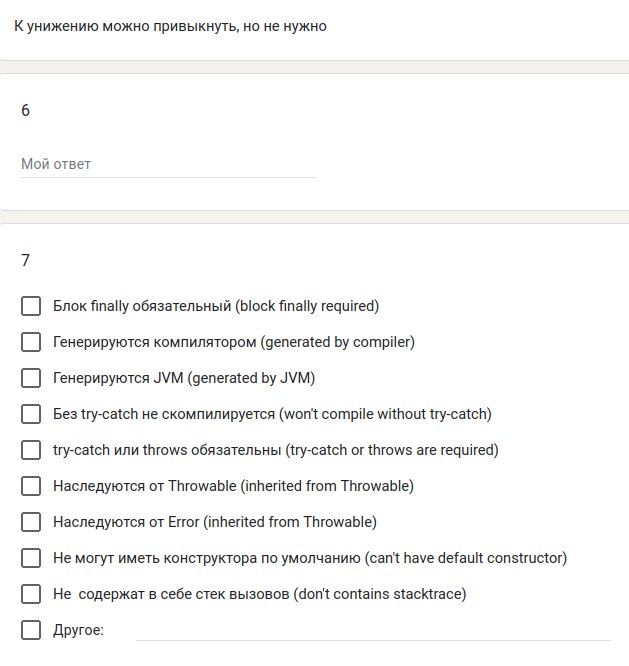 К унижению можно привыкнуть, но не нужно
6
Мой ответ
7
Блок finally обязательный (block finally required)
Генерируются компилятором (generated by compiler)
Генерируются JVM (generated by JVM)
Без try-catch не скомпилируется (won't compile without try-catch)
try-catch или throws обязательны (try-catch or throws are required)
Наследуются от Throwable (inherited from Throwable)
Наследуются от Error (inherited from Throwable)
Не могут иметь конструктора по умолчанию (can't have default constructor)
Не содержат в себе стек вызовов (don't contains stacktrace)
Другое: